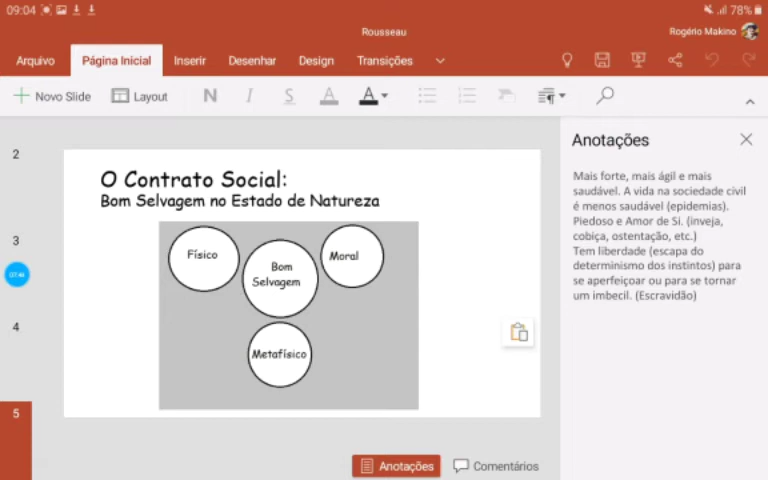 09:04
78%
Rousseau
Rogério Makino
Arquivo
Página Inicial
Inserir
Desenhar
Design
Transições
Novo Slide
Layout
N
I
S
A
A
2
3
4
5
O Contrato Social:
Bom Selvagem no Estado de Natureza
Físico
Bom
Selvagem
Moral
Metafísico
Anotações
Mais forte, mais ágil e mais
saudável. A vida na sociedade civil
é menos saudável (epidemias).
Piedoso e Amor de Si. (inveja,
cobiça, ostentação, etc.)
Tem liberdade (escapa do
determinismo dos instintos) para
se aperfeiçoar ou para se tornar
um imbecil. (Escravidão)
Anotações
Comentários